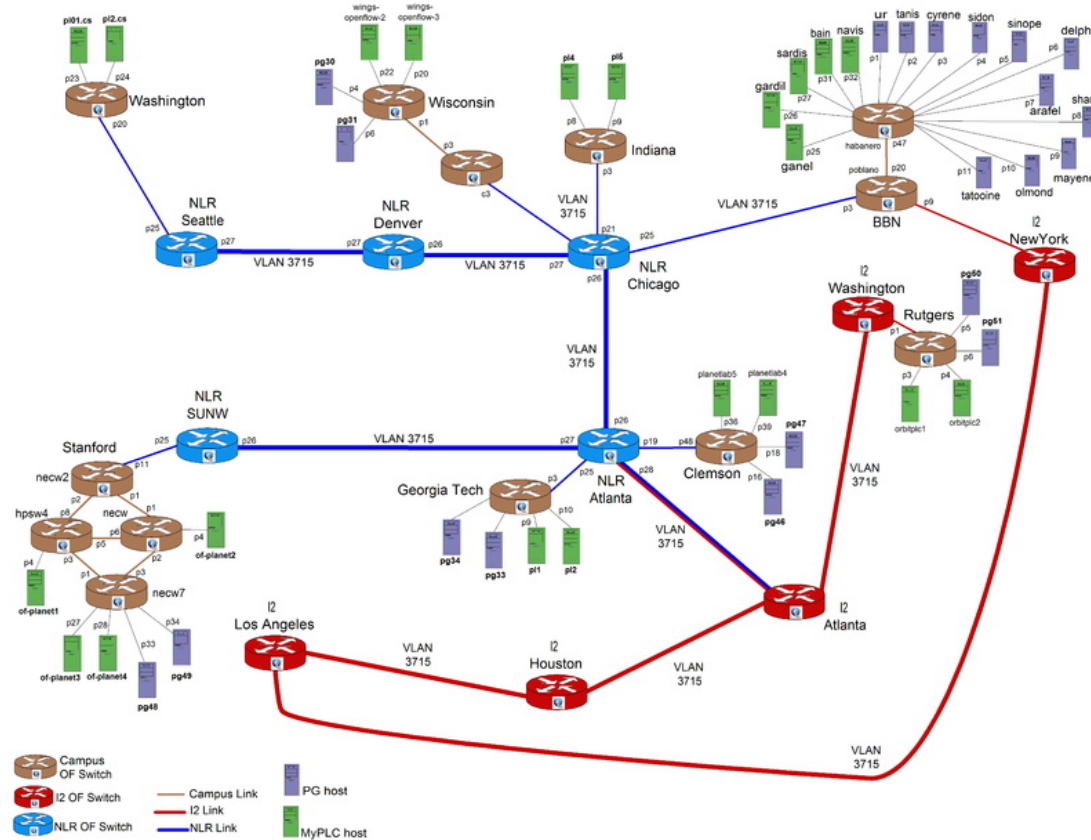 pl01.cs
pl2.cs
p23
p24
Washington
p20
wings-
openflow-2
wings-
openflow-3
pg30
p22
p20
p4
Wisconsin
p6
p1
pg31
p3
c3
pl4
pl5
p8
p9
Indiana
p3
VLAN
3715
ur
tanis
cyrene
sidon
sinope
delph
navis
bain
sardis
gardil
ganel
p1
p2
p3
p4
p5
p6
p32
p31
p27
p26
p25
p7
arafel
shar
p8
p9
mayene
p10
olmond
p11
tatooine
habanero
p47
poblano
p20
p3
p9
BBN
NLR
Seattle
p25
p27
VLAN 3715
NLR
Denver
p27
p26
VLAN 3715
p21
p25
p27
p26
NLR
Chicago
VLAN 3715
I2
NewYork
I2
Washington
p1
Rutgers
pg50
p5
pg51
p6
p3
p4
orbitplc1
orbitplc2
VLAN
3715
NLR
SUNW
p25
p26
VLAN 3715
p26
p27
p19
p28
p25
NLR
Atlanta
planetlab5
planetlab4
p36
p39
pg47
p48
p18
Clemson
p16
pg46
VLAN
3715
Stanford
p11
necw2
p2
p1
hpsw4
p8
necw
p1
p6
p5
p4
of-planet2
p4
p3
p2
of-planet1
p1
p3
necw7
p27
p28
p33
p34
of-planet3
of-planet4
pg49
pg48
Georgia Tech
p3
p9
p10
pg34
pg33
pl1
pl2
VLAN
3715
I2
Atlanta
I2
Los Angeles
VLAN
3715
I2
Houston
VLAN
3715
VLAN
3715
Campus
OF Switch
I2 OF Switch
NLR OF Switch
Campus Link
I2 Link
NLR Link
PG host
MyPLC host